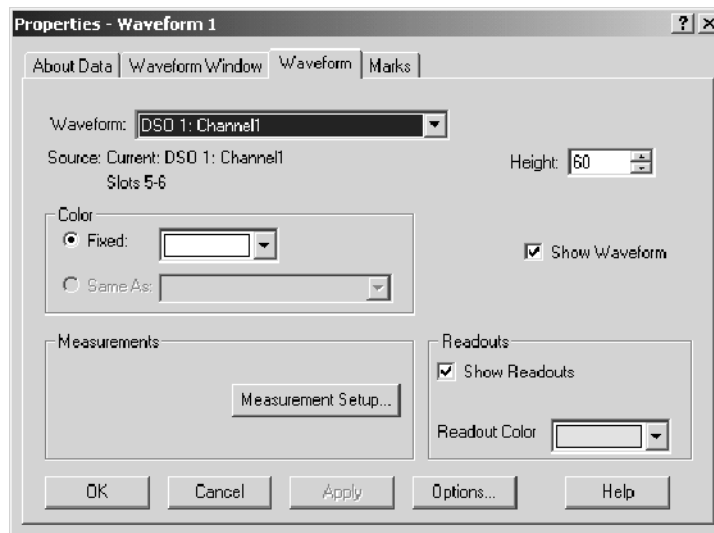 Properties - Waveform 1
About Data Waveform Window Waveform Marks
Waveform: DSO 1: Channel1
Source: Current: DSO 1: Channel1
Slots 5-6
Height: 60
Color
Fixed:
Same As:
Show Waveform
Measurements
Measurement Setup...
Readouts
Show Readouts
Readout Color
OK Cancel Apply Options... Help